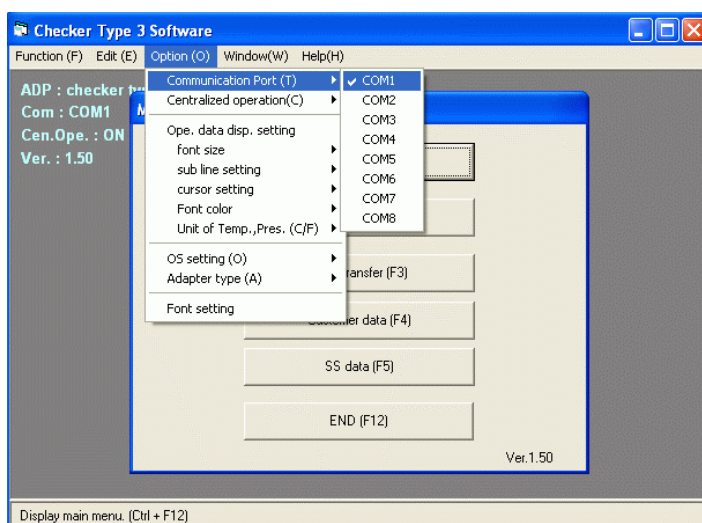 Checker Type 3 Software
Function (F) Edit (E) Option (O) Window(W) Help(H)
ADP : checker
Com : COM1
Cen.Ope. : ON
Ver. : 1.50
Communication Port (T)
Centralized operation(C)
Ope. data disp. setting
font size
sub line setting
cursor setting
Font color
Unit of Temp.,Pres. (C/F)
OS setting (O)
Adapter type (A)
Font setting
COM1
COM2
COM3
COM4
COM5
COM6
COM7
COM8
(F3)
data (F4)
SS data (F5)
END (F12)
Ver.1.50
Display main menu. (Ctrl + F12)